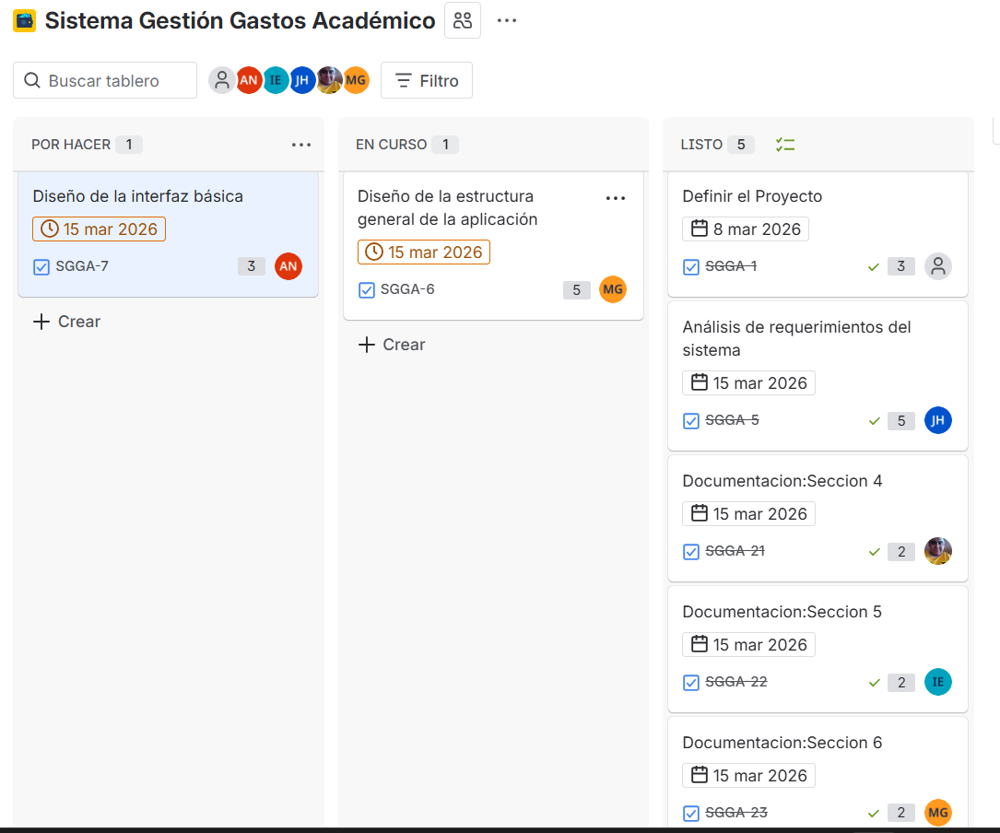 Sistema Gestión Gastos Académico
Buscar tablero
AN
IE
JH
MG
Filtro
POR HACER 1
Diseño de la interfaz básica
15 mar 2026
SGGA-7
3
AN
Crear
EN CURSO 1
Diseño de la estructura
general de la aplicación
15 mar 2026
SGGA-6
5
MG
Crear
LISTO 5
Definir el Proyecto
8 mar 2026
SGGA-1
3
Análisis de requerimientos del
sistema
15 mar 2026
SGGA-5
5
JH
Documentacion:Seccion 4
15 mar 2026
SGGA-21
2
Documentacion:Seccion 5
15 mar 2026
SGGA-22
2
IE
Documentacion:Seccion 6
15 mar 2026
SGGA-23
2
MG